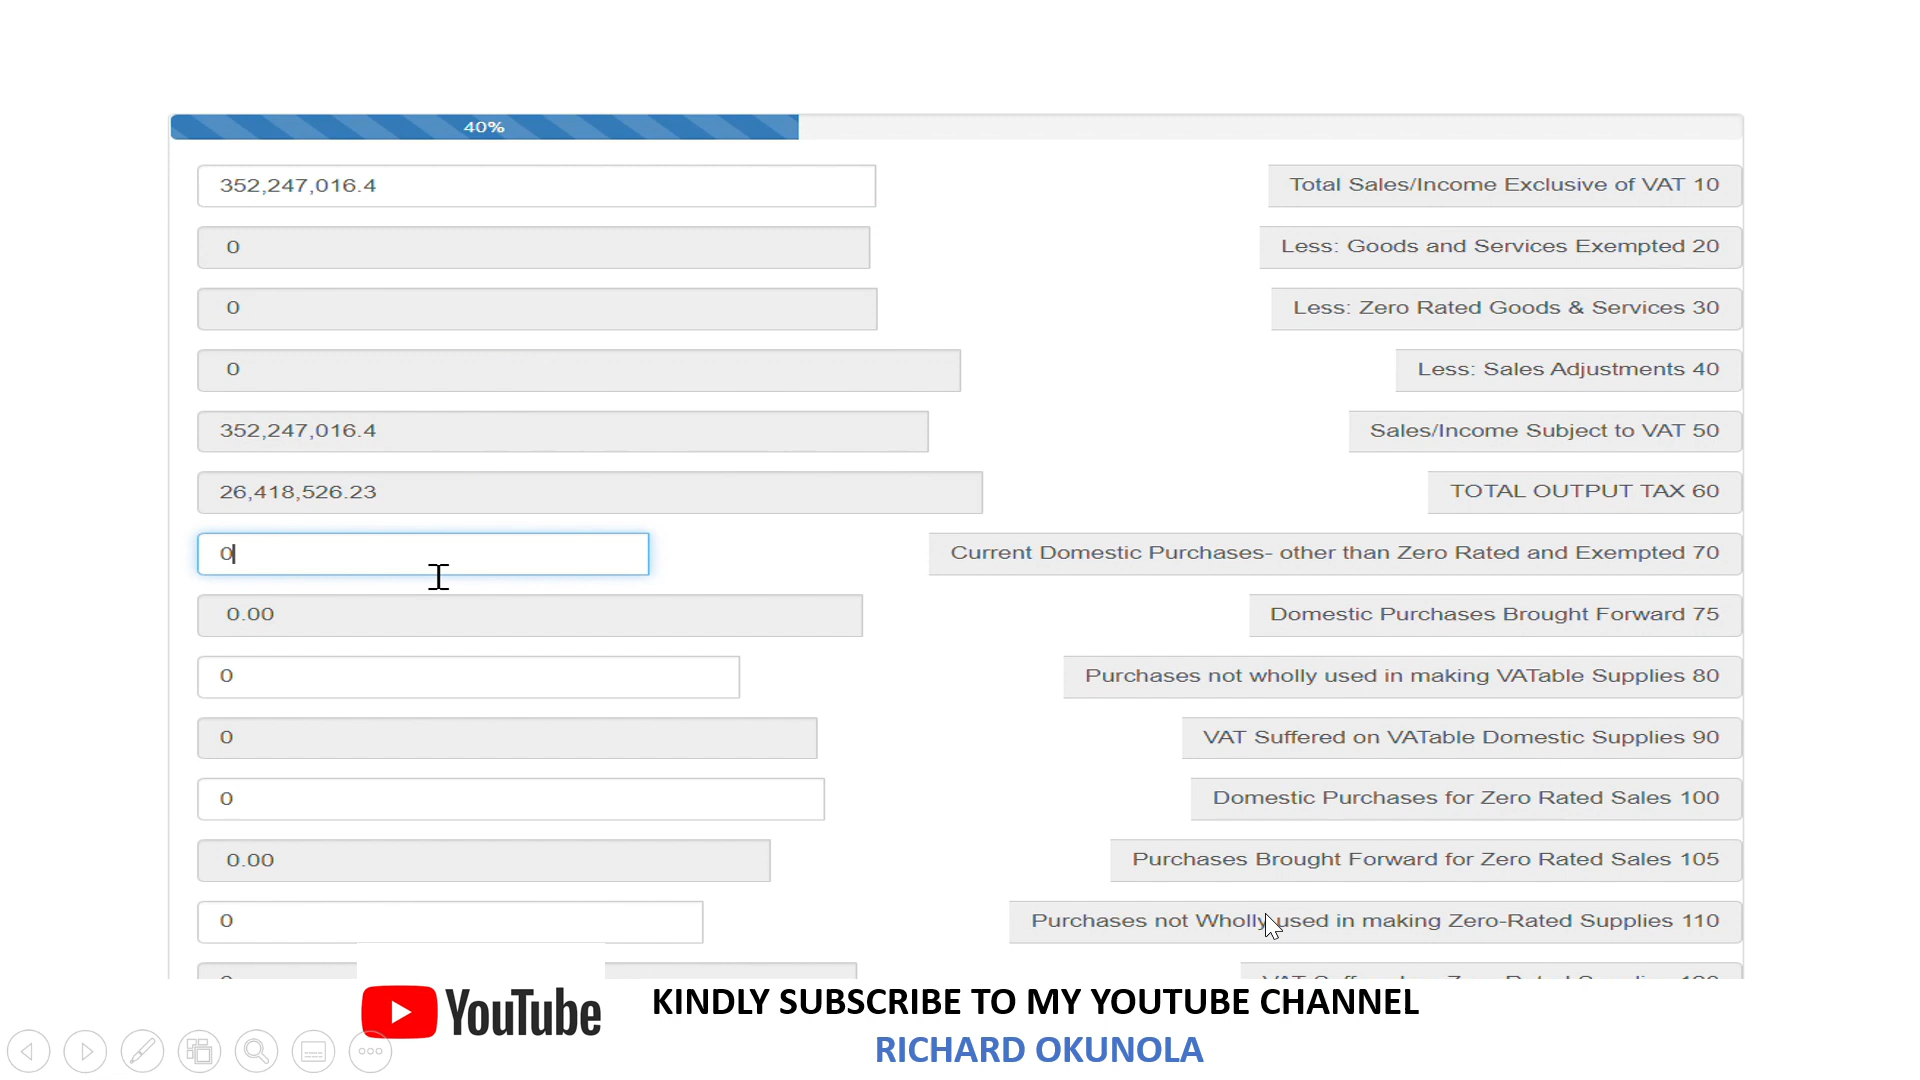 40%
352,247,016.4 Total Sales/Income Exclusive of VAT 10
0 Less: Goods and Services Exempted 20
0 Less: Zero Rated Goods & Services 30
0 Less: Sales Adjustments 40
352,247,016.4 Sales/Income Subject to VAT 50
26,418,526.23 TOTAL OUTPUT TAX 60
0 Current Domestic Purchases- other than Zero Rated and Exempted 70
0.00 Domestic Purchases Brought Forward 75
0 Purchases not wholly used in making VATable Supplies 80
0 VAT Suffered on VATable Domestic Supplies 90
0 Domestic Purchases for Zero Rated Sales 100
0.00 Purchases Brought Forward for Zero Rated Sales 105
0 Purchases not Wholly used in making Zero-Rated Supplies 110
YouTube
KINDLY SUBSCRIBE TO MY YOUTUBE CHANNEL
RICHARD OKUNOLA